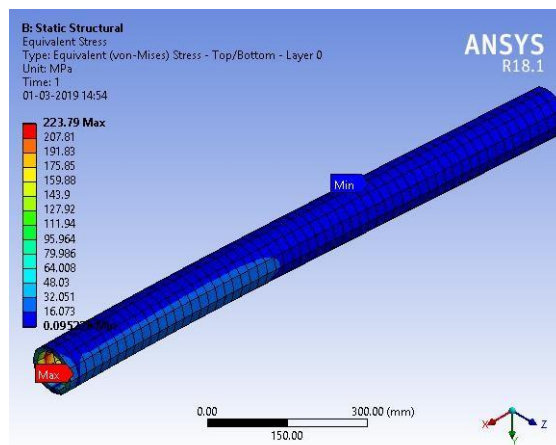 B: Static Structural
Equivalent Stress
Type: Equivalent (von-Mises) Stress - Top/Bottom - Layer 0
Unit: MPa
Time: 1
01-03-2019 14:54
ANSYS
R18.1
223.79 Max
207.81
191.83
175.85
159.88
143.9
127.92
111.94
95.964
79.986
64.008
48.03
32.051
16.073
Min
Max
0.00
300.00 (mm)
150.00
X
Y
Z